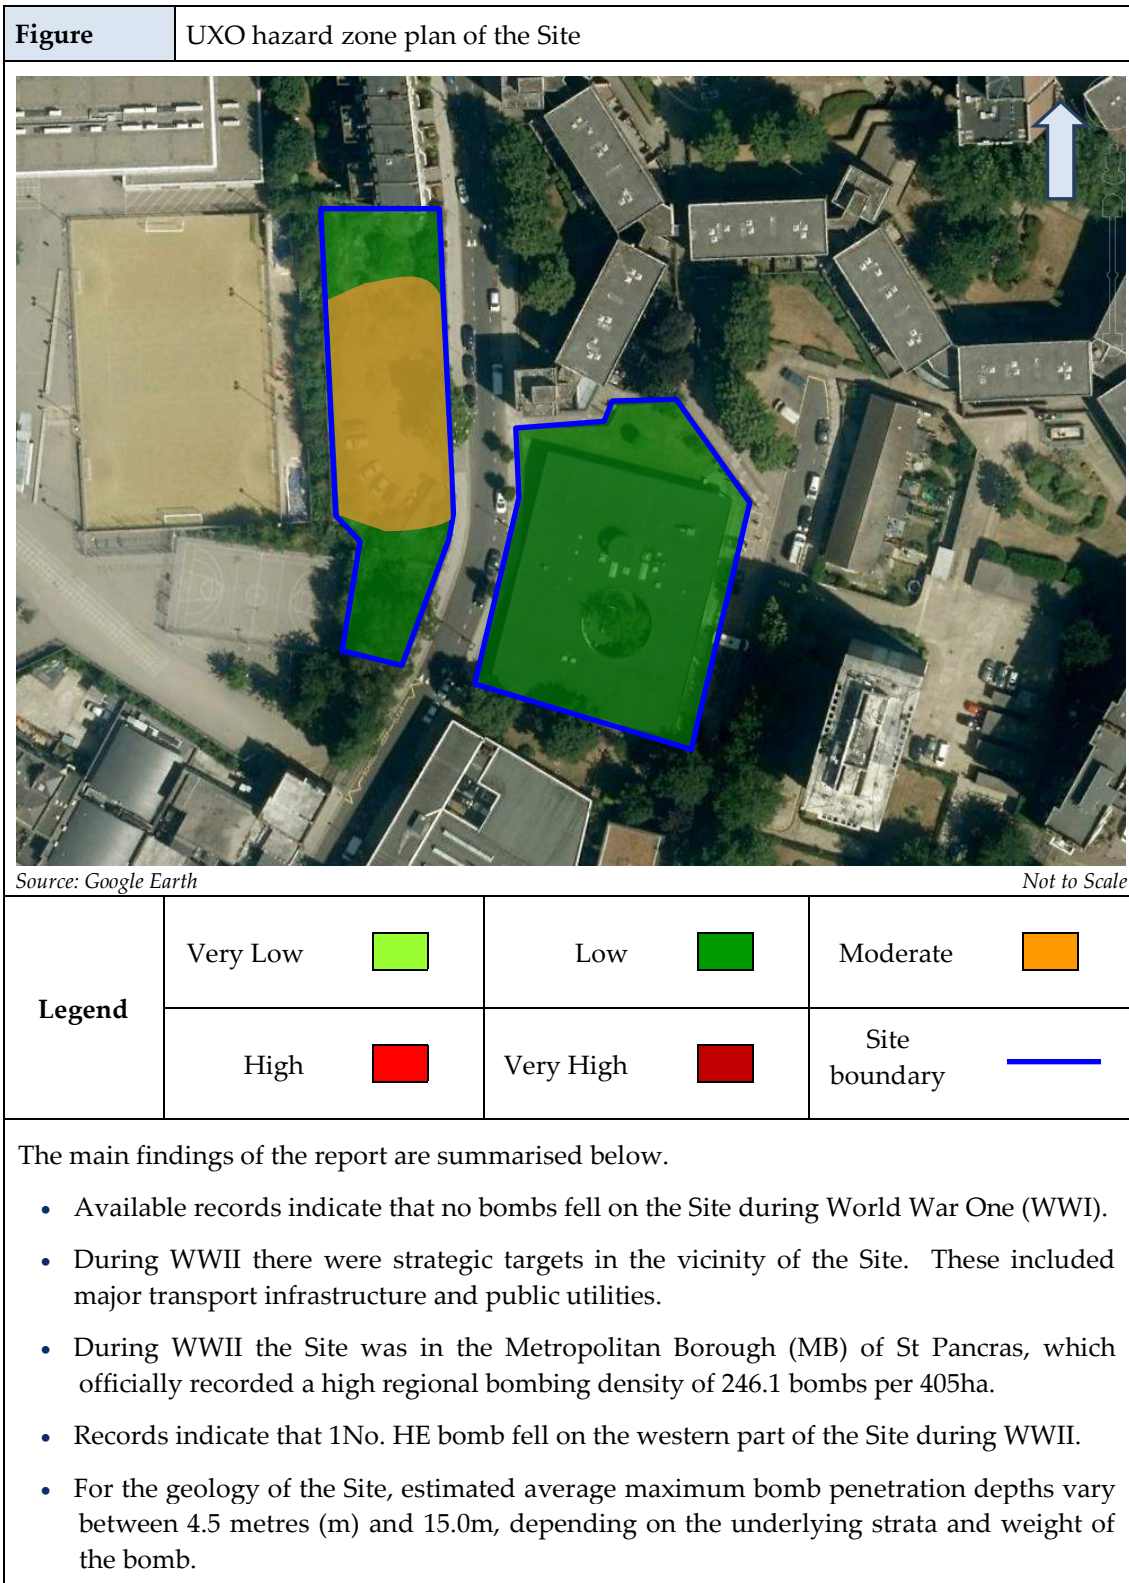 Figure
UXO hazard zone plan of the Site
Source: Google Earth
Not to Scale
Legend
Very Low
Low
Moderate
High
Very High
Site
boundary
The main findings of the report are summarised below.
• Available records indicate that no bombs fell on the Site during World War One (WWI).
• During WWII there were strategic targets in the vicinity of the Site. These included
major transport infrastructure and public utilities.
• During WWII the Site was in the Metropolitan Borough (MB) of St Pancras, which
officially recorded a high regional bombing density of 246.1 bombs per 405ha.
• Records indicate that 1No. HE bomb fell on the western part of the Site during WWII.
• For the geology of the Site, estimated average maximum bomb penetration depths vary
between 4.5 metres (m) and 15.0m, depending on the underlying strata and weight of
the bomb.